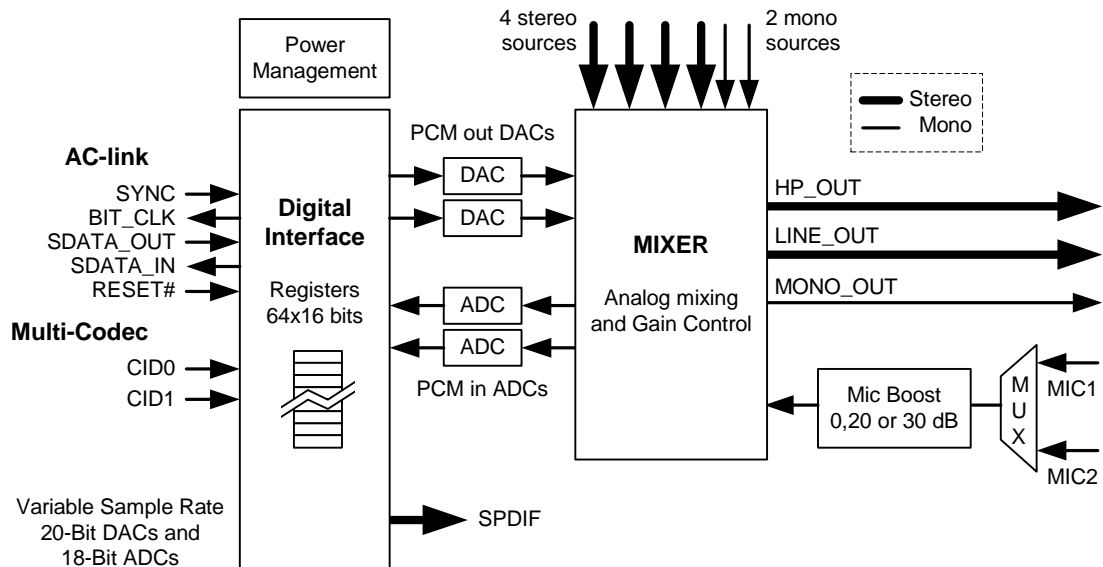 4 stereo
sources
2 mono
sources
Power
Management
Stereo
Mono
PCM out DACs
AC-link
SYNC
BIT_CLK
SDATA_OUT
SDATA_IN
RESET#
Multi-Codec
CID0
CID1
Digital
Interface
Registers
64x16 bits
DAC
DAC
ADC
ADC
PCM in ADCs
MIXER
Analog mixing
and Gain Control
HP_OUT
LINE_OUT
MONO_OUT
Mic Boost
0,20 or 30 dB
MUX
MIC1
MIC2
Variable Sample Rate
20-Bit DACs and
18-Bit ADCs
SPDIF